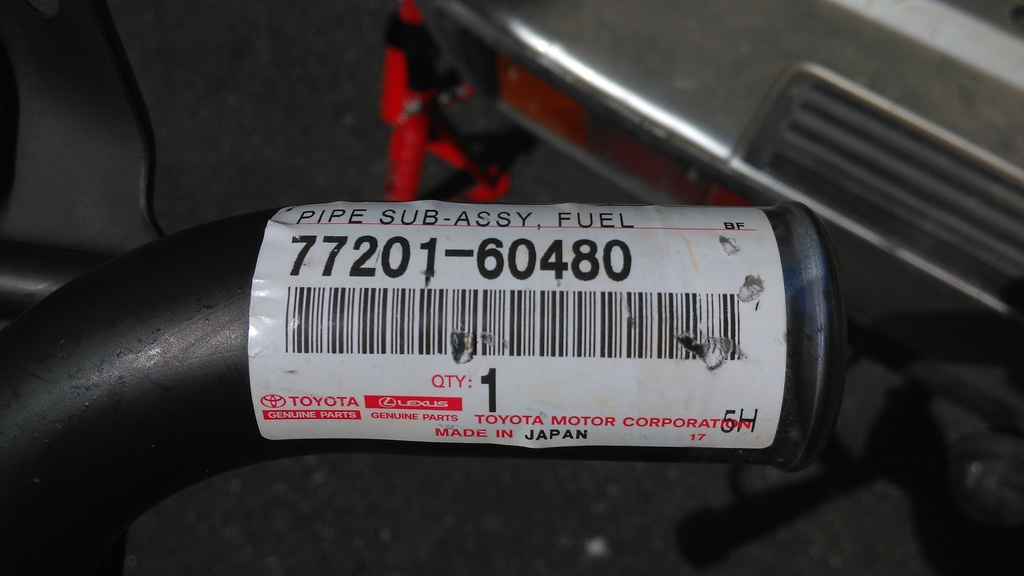 PIPE SUB-ASSY, FUEL
BF
77201-60480
QTY: 1
TOYOTA LEXUS
GENUINE PARTS GENUINE PARTS
TOYOTA MOTOR CORPORATION
5H
MADE IN JAPAN 17